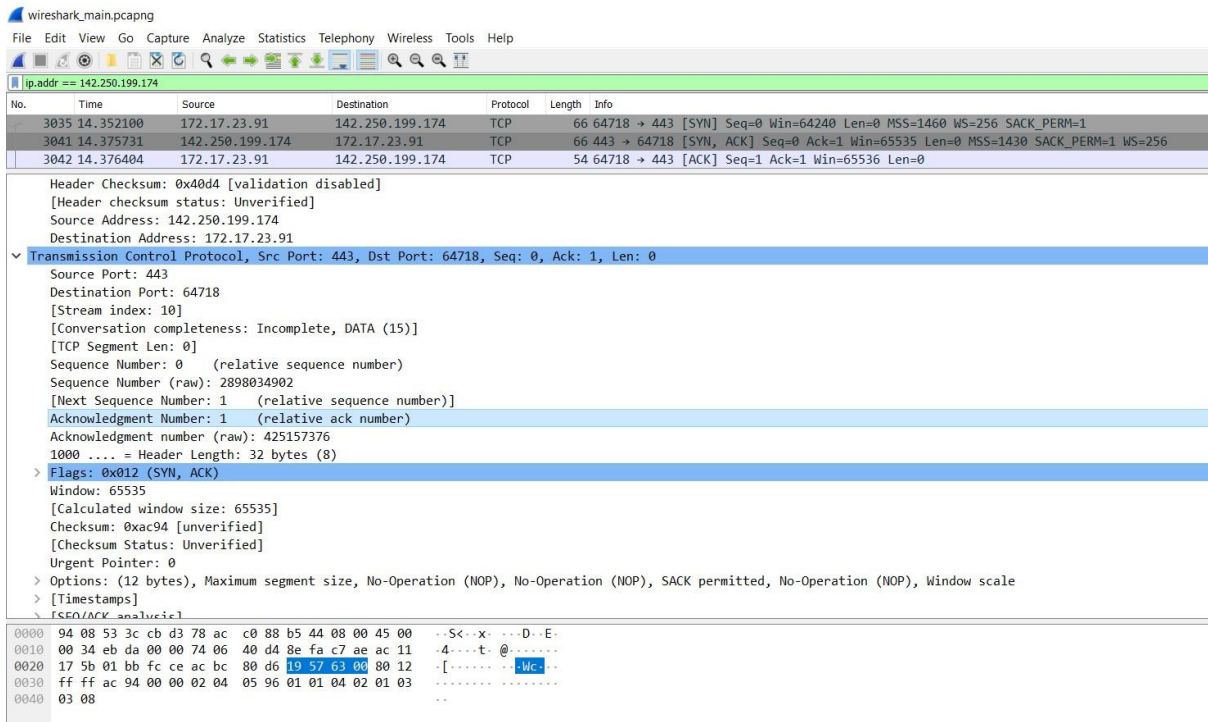 wireshark_main.pcapng
File Edit View Go Capture Analyze Statistics Telephony Wireless Tools Help
ip.addr == 142.250.199.174
No. Time Source Destination Protocol Length Info
3035 14.352100 172.17.23.91 142.250.199.174 TCP 66 64718 → 443 [SYN] Seq=0 Win=64240 Len=0 MSS=1460 WS=256 SACK_PERM=1
3041 14.375731 142.250.199.174 172.17.23.91 TCP 66 443 → 64718 [SYN, ACK] Seq=0 Ack=1 Win=65535 Len=0 MSS=1430 SACK_PERM=1 WS=256
3042 14.376404 172.17.23.91 142.250.199.174 TCP 54 64718 → 443 [ACK] Seq=1 Ack=1 Win=65536 Len=0
Header Checksum: 0x40d4 [validation disabled]
[Header checksum status: Unverified]
Source Address: 142.250.199.174
Destination Address: 172.17.23.91
Transmission Control Protocol, Src Port: 443, Dst Port: 64718, Seq: 0, Ack: 1, Len: 0
Source Port: 443
Destination Port: 64718
[Stream index: 10]
[Conversation completeness: Incomplete, DATA (15)]
[TCP Segment Len: 0]
Sequence Number: 0 (relative sequence number)
Sequence Number (raw): 2898034902
[Next Sequence Number: 1 (relative sequence number)]
Acknowledgment Number: 1 (relative ack number)
Acknowledgment number (raw): 425157376
1000 .... = Header Length: 32 bytes (8)
Flags: 0x012 (SYN, ACK)
Window: 65535
[Calculated window size: 65535]
Checksum: 0xac94 [unverified]
[Checksum Status: Unverified]
Urgent Pointer: 0
Options: (12 bytes), Maximum segment size, No-Operation (NOP), No-Operation (NOP), SACK permitted, No-Operation (NOP), Window scale
[Timestamps]
[SEQ/ACK analysis]
0000 94 08 53 3c cb d3 78 ac c0 88 b5 44 08 00 45 00 ··S<··x· ···D··E·
0010 00 34 eb da 00 00 74 06 40 d4 8e fa c7 ae ac 11 ·4····t· @·······
0020 17 5b 01 bb fc ce ac bc 80 d6 19 57 63 00 80 12 ·[······ ···Wc···
0030 ff ff ac 94 00 00 02 04 05 96 01 01 04 02 01 03 ········ ········
0040 03 08 ··